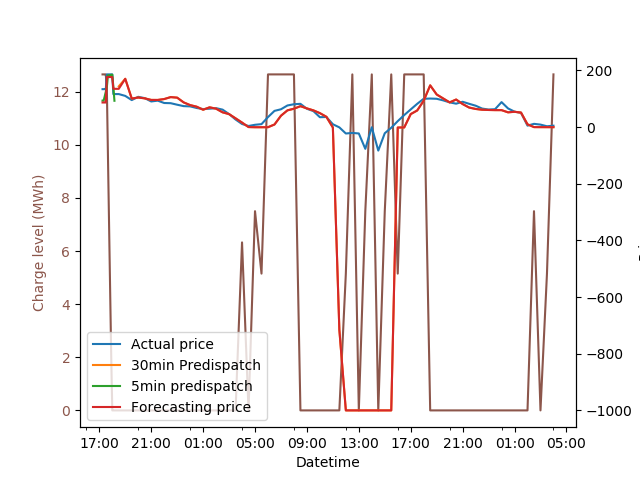 12
10
8
6
4
2
0
Charge level (MWh)
200
0
−200
−400
−600
−800
−1000
Actual price
30min Predispatch
5min predispatch
Forecasting price
17:00 21:00 01:00 05:00 09:00 13:00 17:00 21:00 01:00 05:00
Datetime